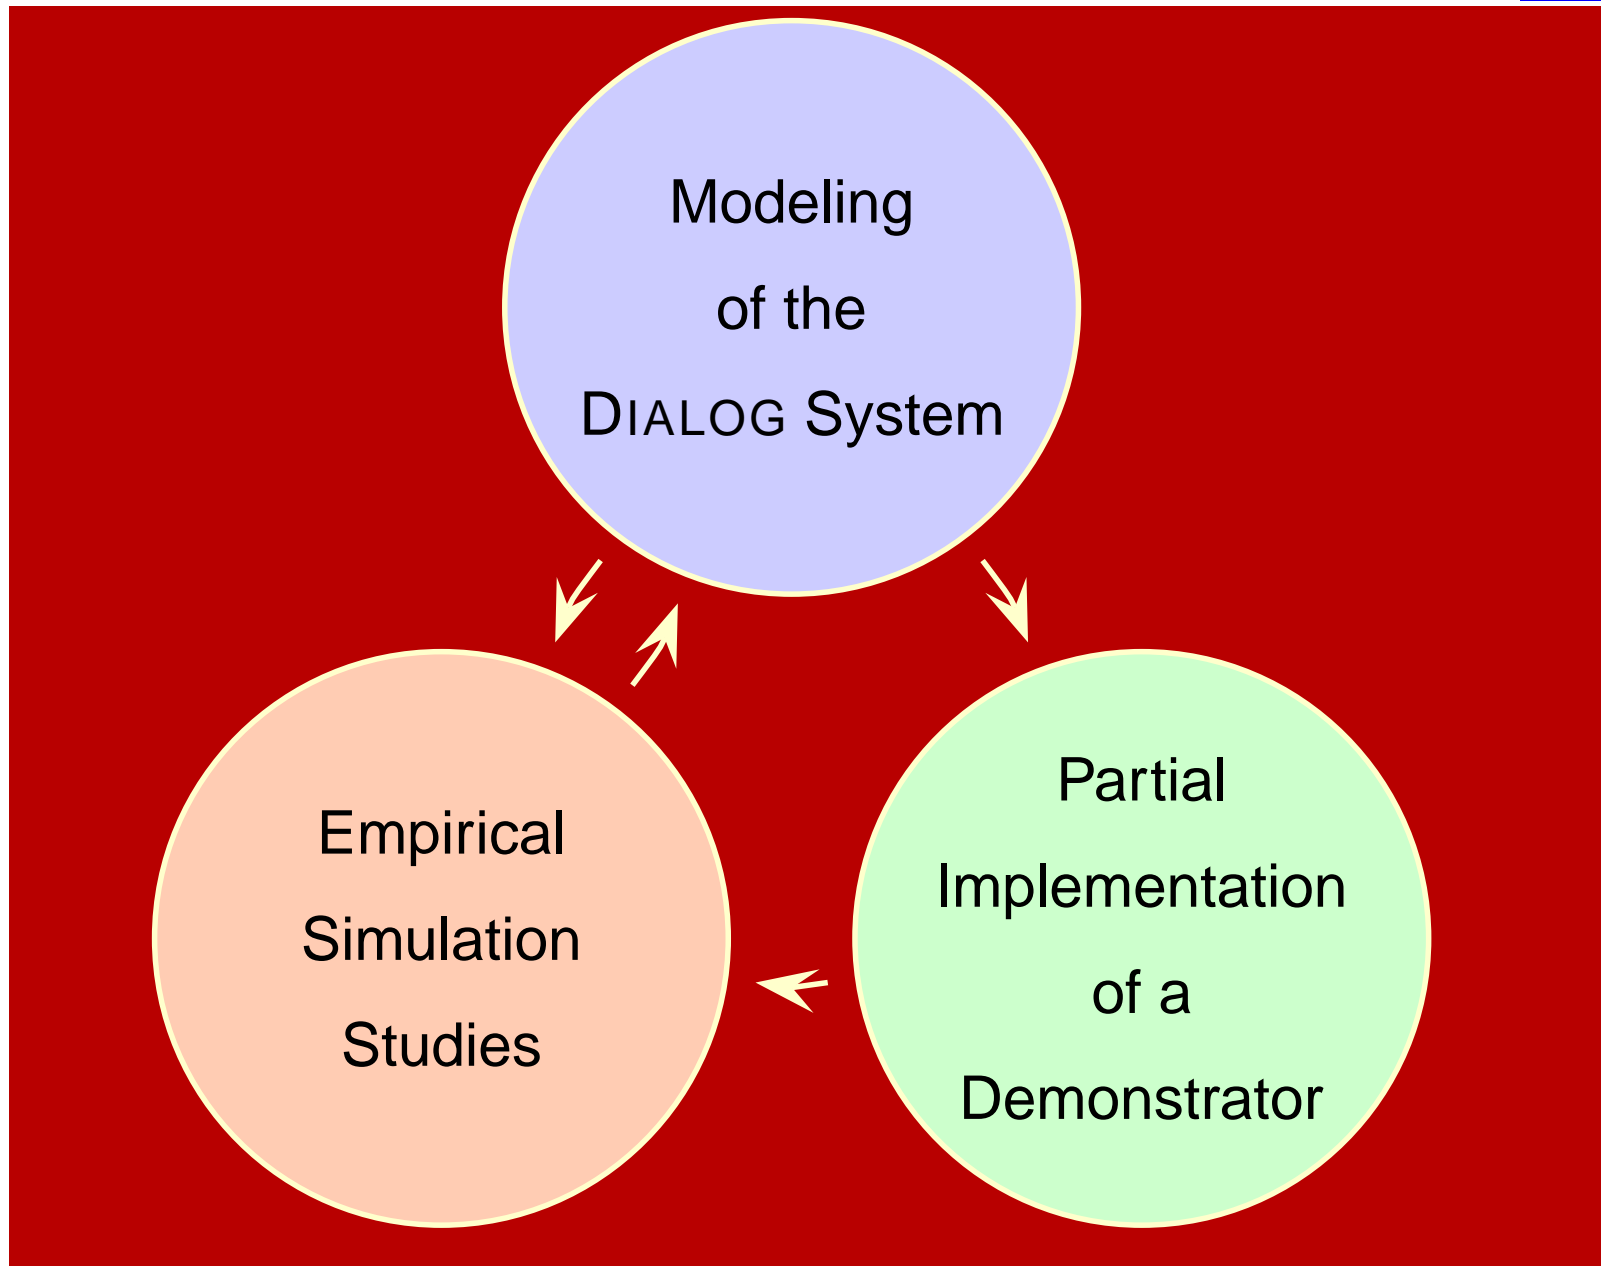 Modeling
of the
DIALOG System
Empirical
Simulation
Studies
Partial
Implementation
of a
Demonstrator